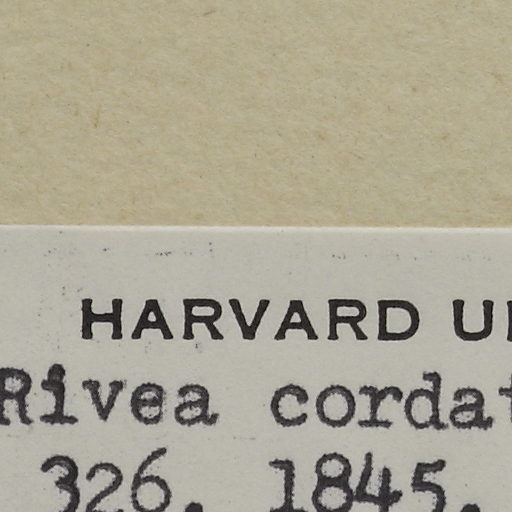 HARVARD U
Rivea corda
326. 1845.